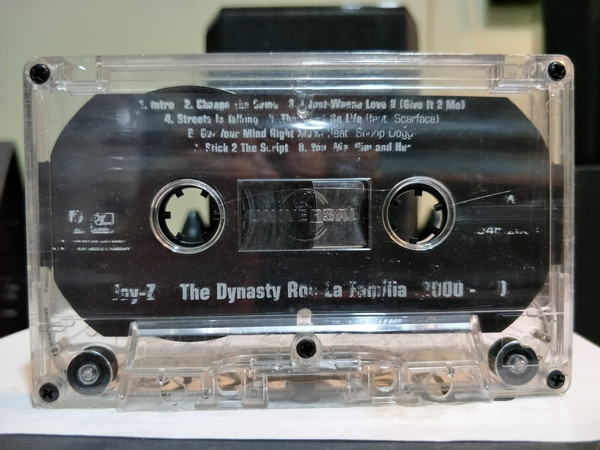 1. Intro 2. Change the Game 3. I Just Wanna Love U (Give It 2 Me)
4. Streets Is Talking 5. This Life (feat. Scarface)
6. Get Your Mind Right Mami (feat. Snoop Dogg
7. Stick 2 The Script 8. You, Me, Him and Her
UNIVERSAL
A
Jay-Z The Dynasty Roc La Familia 2000 -